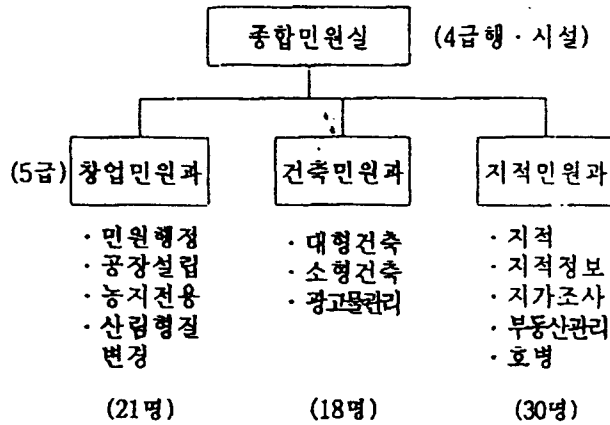 종합민원실 (4급행·시설)
(5급) 창업민원과 건축민원과 지적민원과
· 민원행정
· 공장설립
· 농지전용
· 산림형질
변경
(21명)
· 대형건축
· 소형건축
· 광고물관리
(18명)
· 지적
· 지적정보
· 지가조사
· 부동산관리
· 호병
(30명)